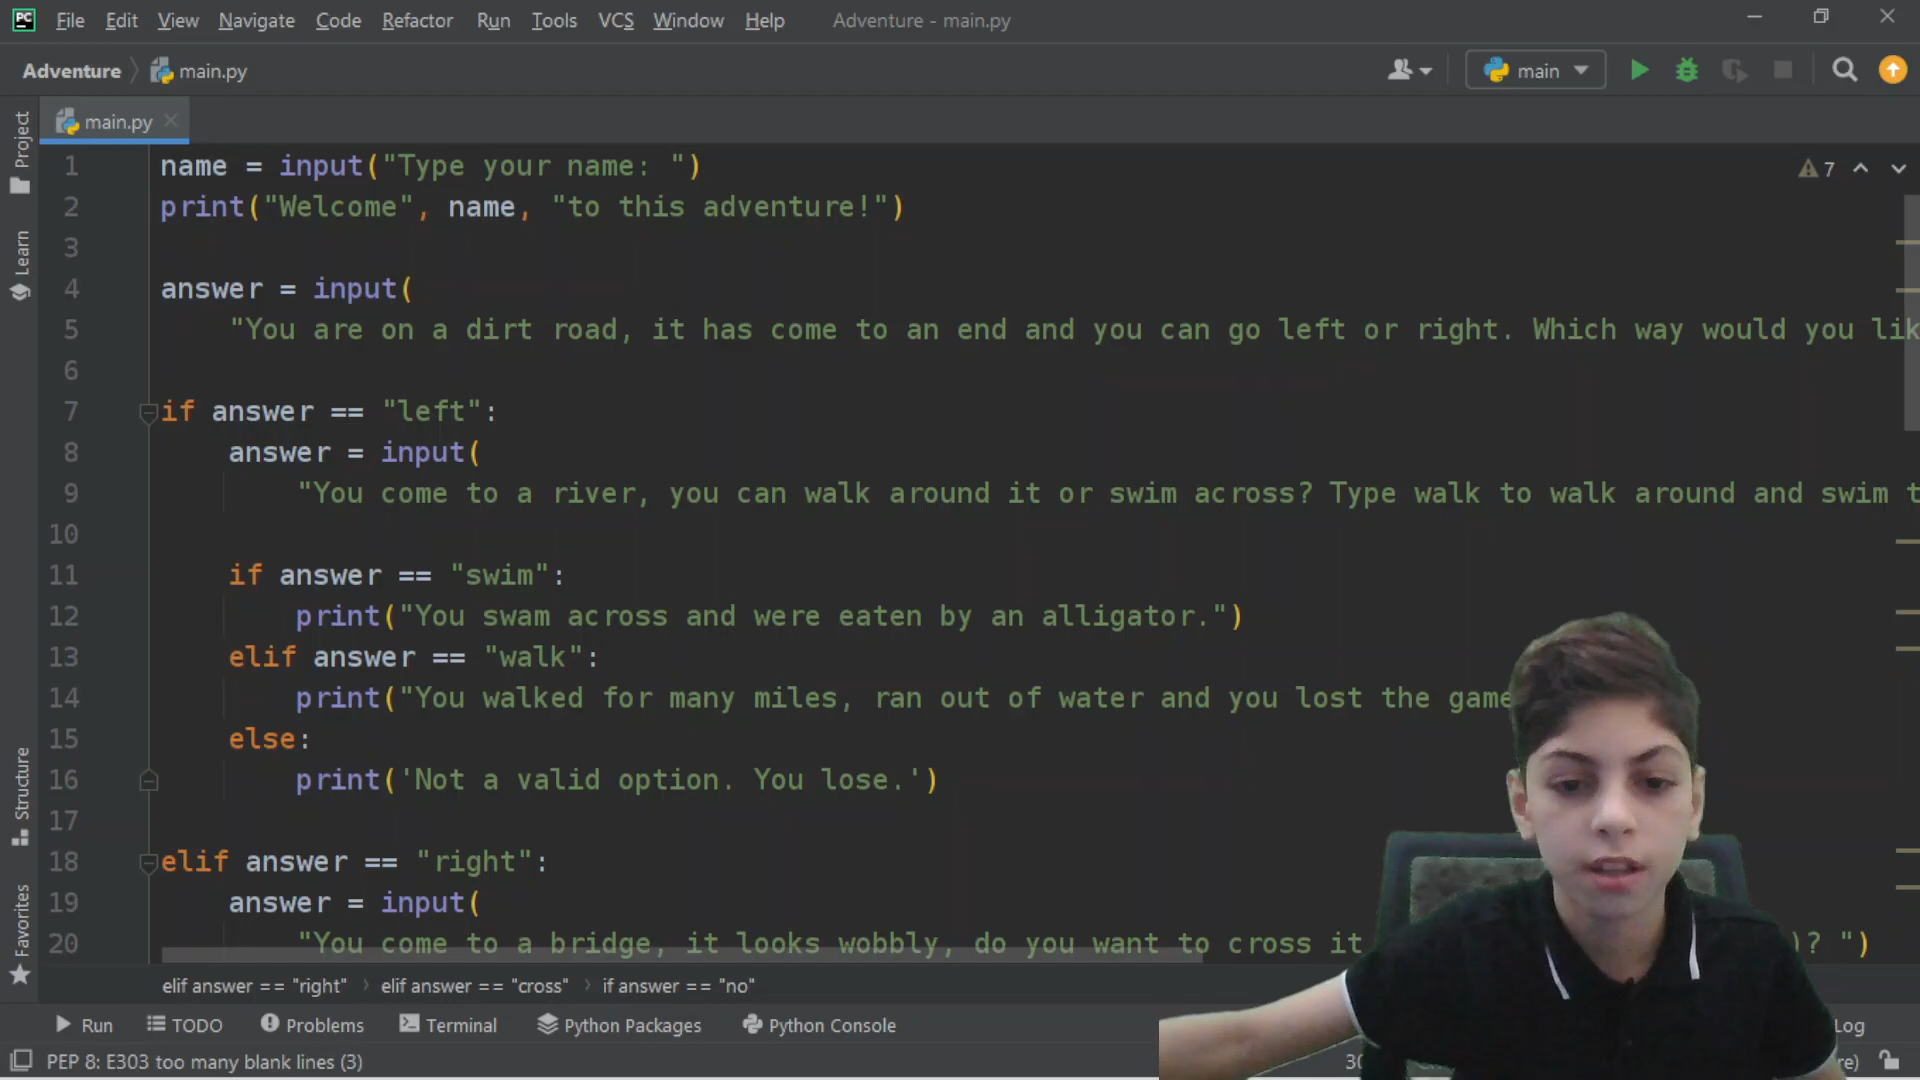 PC File Edit View Navigate Code Refactor Run Tools VCS Window Help Adventure - main.py
Adventure main.py main
Project
Learn
Structure
Favorites
main.py
7
1 name = input("Type your name: ")
2 print("Welcome", name, "to this adventure!")
3
4 answer = input(
5 "You are on a dirt road, it has come to an end and you can go left or right. Which way would you lik
6
7 if answer == "left":
8 answer = input(
9 "You come to a river, you can walk around it or swim across? Type walk to walk around and swim t
10
11 if answer == "swim":
12 print("You swam across and were eaten by an alligator.")
13 elif answer == "walk":
14 print("You walked for many miles, ran out of water and you lost the game
15 else:
16 print('Not a valid option. You lose.')
17
18 elif answer == "right":
19 answer = input(
20 "You come to a bridge, it looks wobbly, do you want to cross it )? ")
elif answer == "right" elif answer == "cross" if answer == "no"
Run TODO Problems Terminal Python Packages Python Console Log
PEP 8: E303 too many blank lines (3) 30 re)